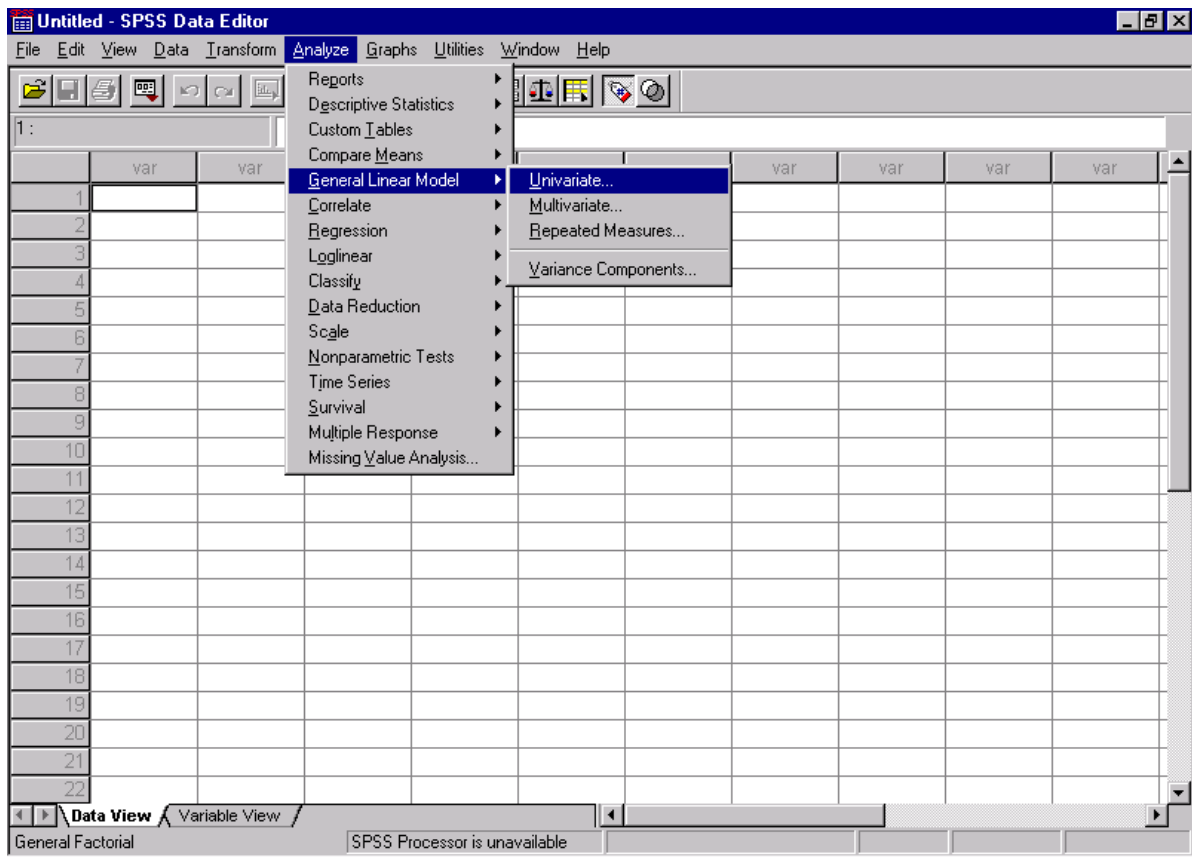 SPSS Untitled - SPSS Data Editor
File Edit View Data Transform Analyze Graphs Utilities Window Help
1 :
Reports
Descriptive Statistics
Custom Tables
Compare Means
General Linear Model
Correlate
Regression
Loglinear
Classify
Data Reduction
Scale
Nonparametric Tests
Time Series
Survival
Multiple Response
Missing Value Analysis...
Univariate...
Multivariate...
Repeated Measures...
Variance Components...
var var var var var var
1
2
3
4
5
6
7
8
9
10
11
12
13
14
15
16
17
18
19
20
21
22
Data View Variable View
General Factorial SPSS Processor is unavailable